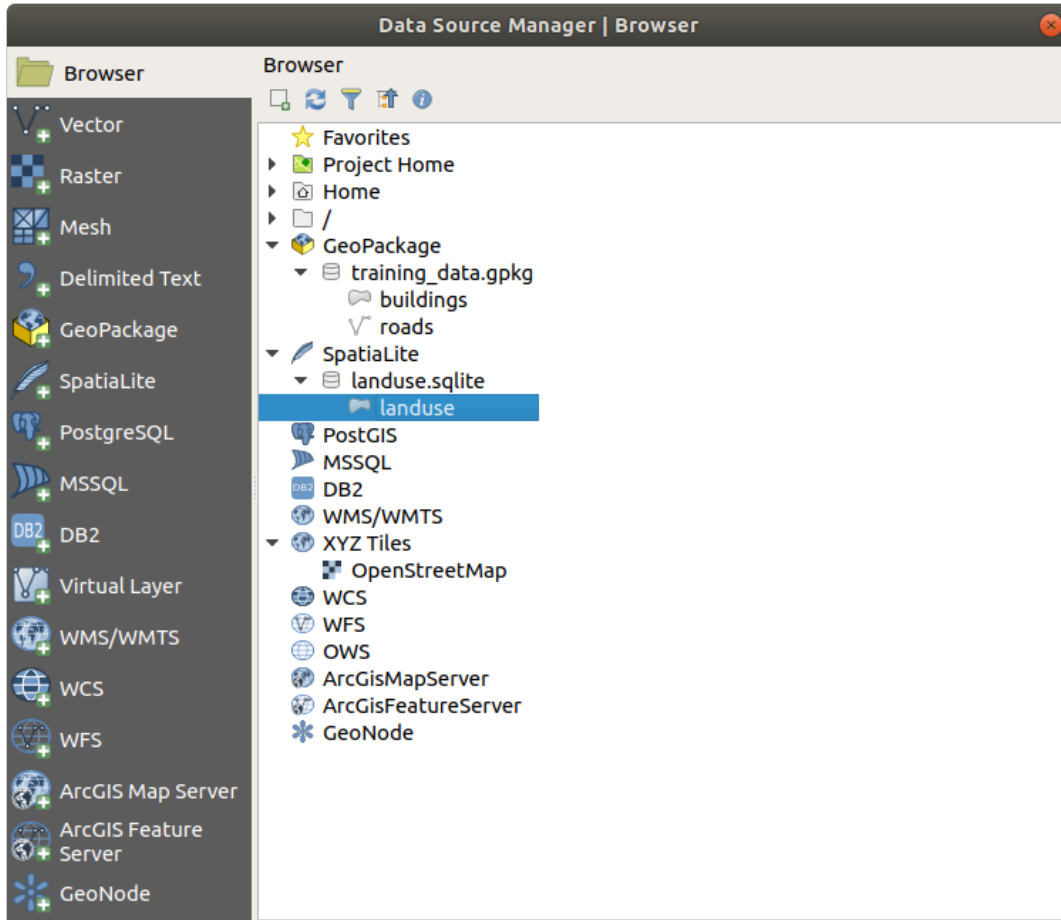 Data Source Manager | Browser
Browser
Vector
Raster
Mesh
Delimited Text
GeoPackage
SpatiaLite
PostgreSQL
MSSQL
DB2
DB2
Virtual Layer
WMS/WMTS
WCS
WFS
ArcGIS Map Server
ArcGIS Feature
Server
GeoNode
Browser
Favorites
Project Home
Home
/
GeoPackage
training_data.gpkg
buildings
roads
SpatiaLite
landuse.sqlite
landuse
PostGIS
MSSQL
DB2
DB2
WMS/WMTS
XYZ Tiles
OpenStreetMap
WCS
WFS
OWS
ArcGisMapServer
ArcGisFeatureServer
GeoNode